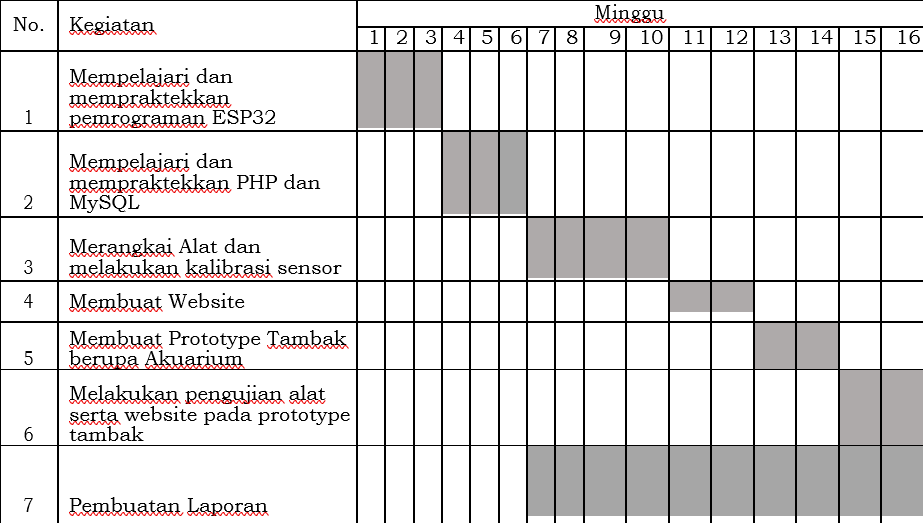 No. Kegiatan Minggu
1 2 3 4 5 6 7 8 9 10 11 12 13 14 15 16
Mempelajari dan
mempraktekkan
1 pemrograman ESP32
Mempelajari dan
mempraktekkan PHP dan
2 MySQL
Merangkai Alat dan
3 melakukan kalibrasi sensor
4 Membuat Website
Membuat Prototype Tambak
5 berupa Akuarium
Melakukan pengujian alat
serta website pada prototype
6 tambak
7 Pembuatan Laporan